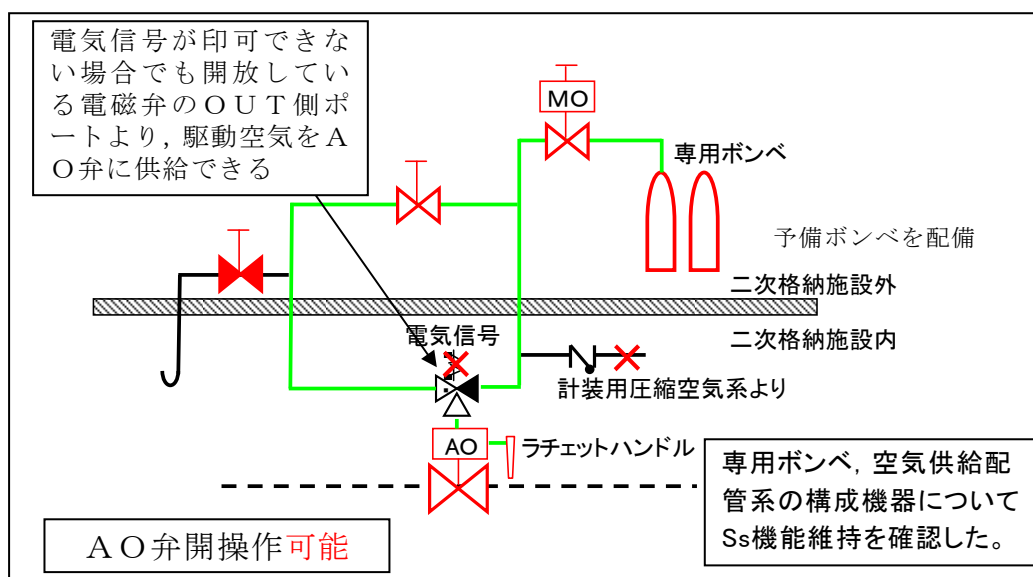 電気信号が印可できな
い場合でも開放してい
る電磁弁のOUT側ポ
ートより,駆動空気をA
O弁に供給できる
MO
専用ボンベ
予備ボンベを配備
二次格納施設外
二次格納施設内
電気信号
計装用圧縮空気系より
AO
ラチェットハンドル
専用ボンベ,空気供給配
管系の構成機器について
Ss機能維持を確認した。
AO弁開操作可能